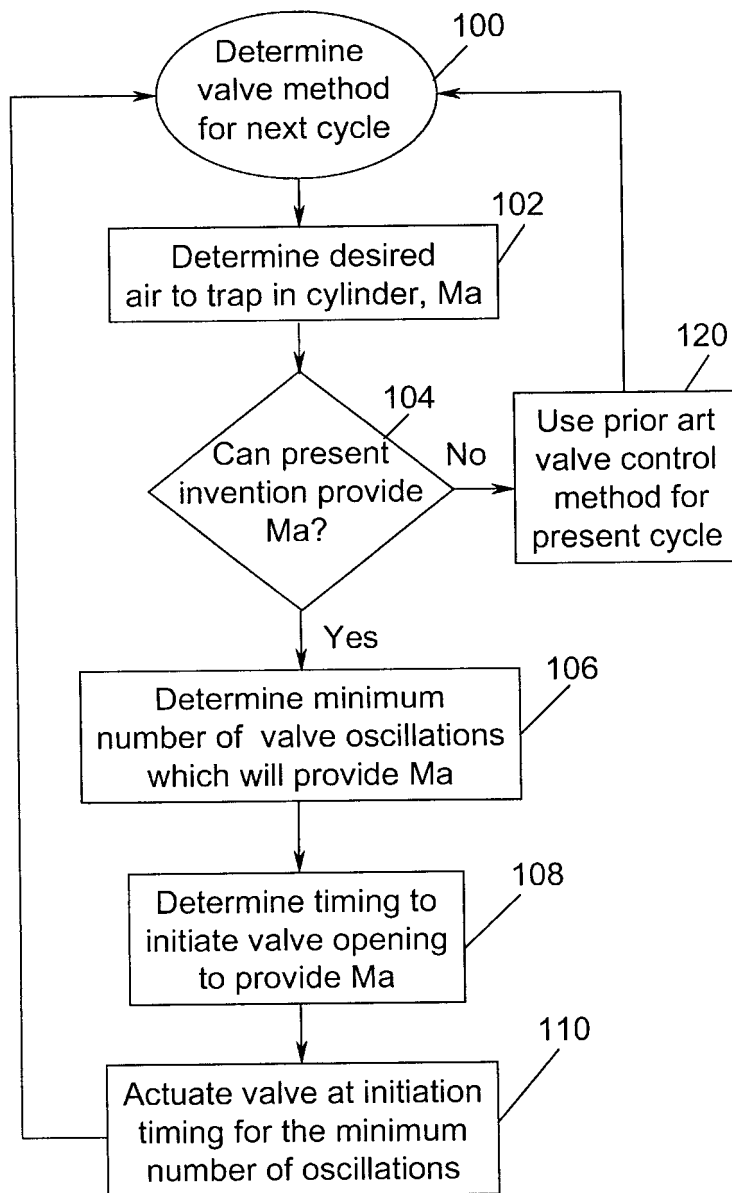 100
Determine
valve method
for next cycle
102
Determine desired
air to trap in cylinder, Ma
104
Can present
invention provide
Ma?
No
120
Use prior art
valve control
method for
present cycle
Yes
106
Determine minimum
number of valve oscillations
which will provide Ma
108
Determine timing to
initiate valve opening
to provide Ma
110
Actuate valve at initiation
timing for the minimum
number of oscillations